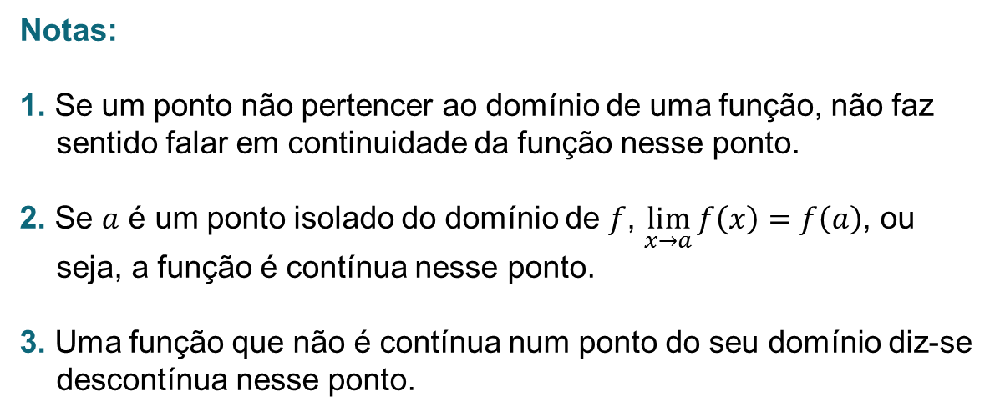 Notas:
1. Se um ponto não pertencer ao domínio de uma função, não faz
sentido falar em continuidade da função nesse ponto.
2. Se a é um ponto isolado do domínio de f, lim f(x) = f(a), ou
x→a
seja, a função é contínua nesse ponto.
3. Uma função que não é contínua num ponto do seu domínio diz-se
descontínua nesse ponto.